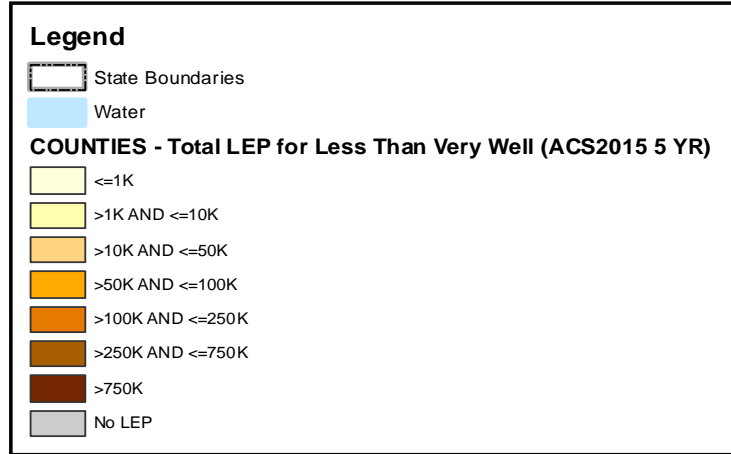 Legend
State Boundaries
Water
COUNTIES - Total LEP for Less Than Very Well (ACS2015 5 YR)
<=1K
>1K AND <=10K
>10K AND <=50K
>50K AND <=100K
>100K AND <=250K
>250K AND <=750K
>750K
No LEP